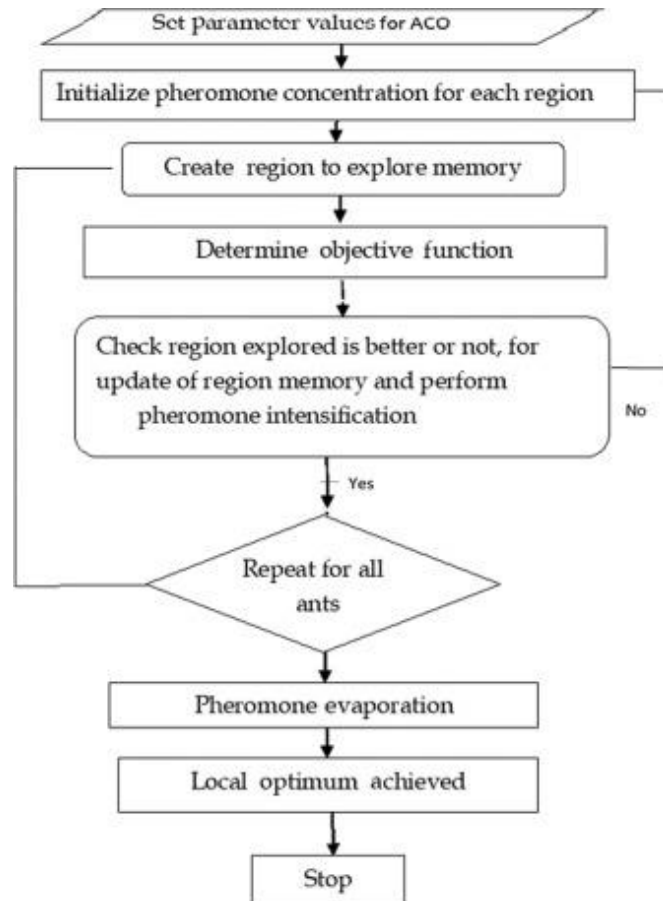 Set parameter values for ACO
Initialize pheromone concentration for each region
Create region to explore memory
Determine objective function
Check region explored is better or not, for
update of region memory and perform
pheromone intensification
No
Yes
Repeat for all
ants
Pheromone evaporation
Local optimum achieved
Stop